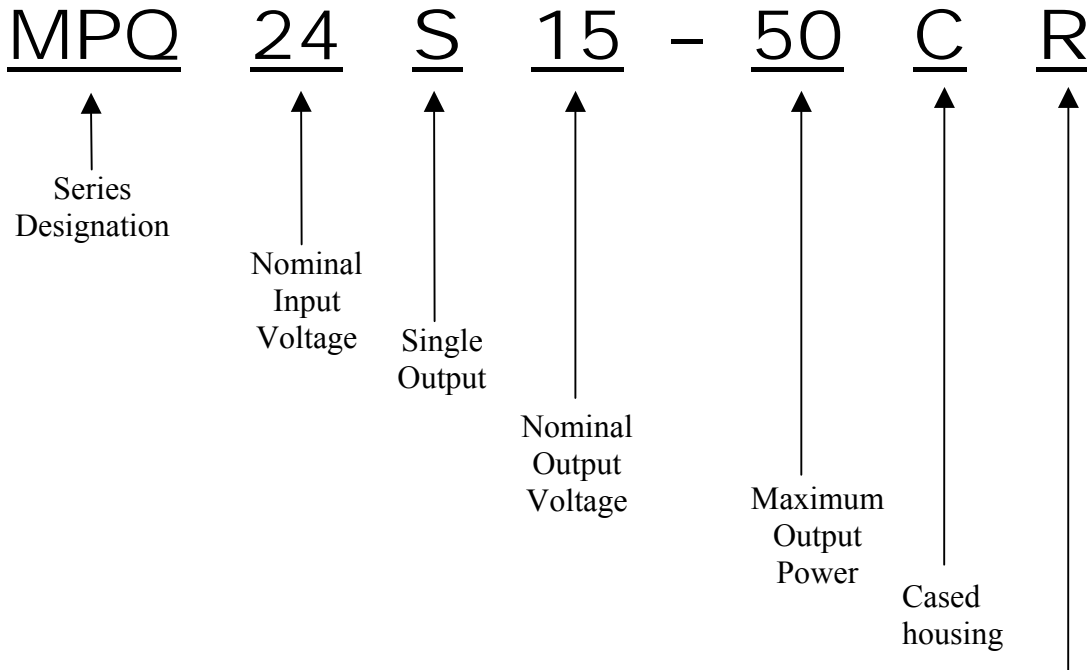 MPQ 24 S 15 – 50 C R
Series
Designation
Nominal
Input
Voltage
Single
Output
Nominal
Output
Voltage
Maximum
Output
Power
Cased
housing